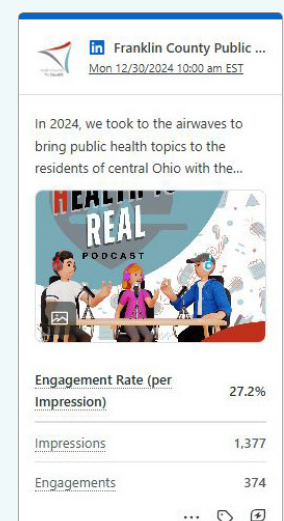 Franklin County Public ...
Mon 12/30/2024 10:00 am EST
In 2024, we took to the airwaves to
bring public health topics to the
residents of central Ohio with the...
REAL
PODCAST
Engagement Rate (per
Impression)
27.2%
Impressions
1,377
Engagements
374